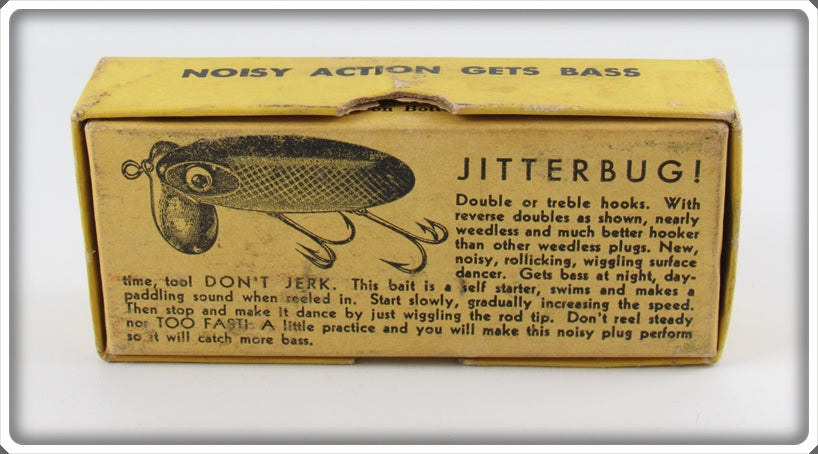 NOISY ACTION GETS BASS
JITTERBUG!
Double or treble hooks. With
reverse doubles as shown, nearly
weedless and much better hooker
than other weedless plugs. New,
noisy, rollicking, wiggling surface
dancer. Gets bass at night, day-
time, too! DON'T JERK. This bait is a self starter, swims and makes a
paddling sound when reeled in. Start slowly, gradually increasing the speed.
Then stop and make it dance by just wiggling the rod tip. Don't reel steady
nor TOO FAST! A little practice and you will make this noisy plug perform
so it will catch more bass.